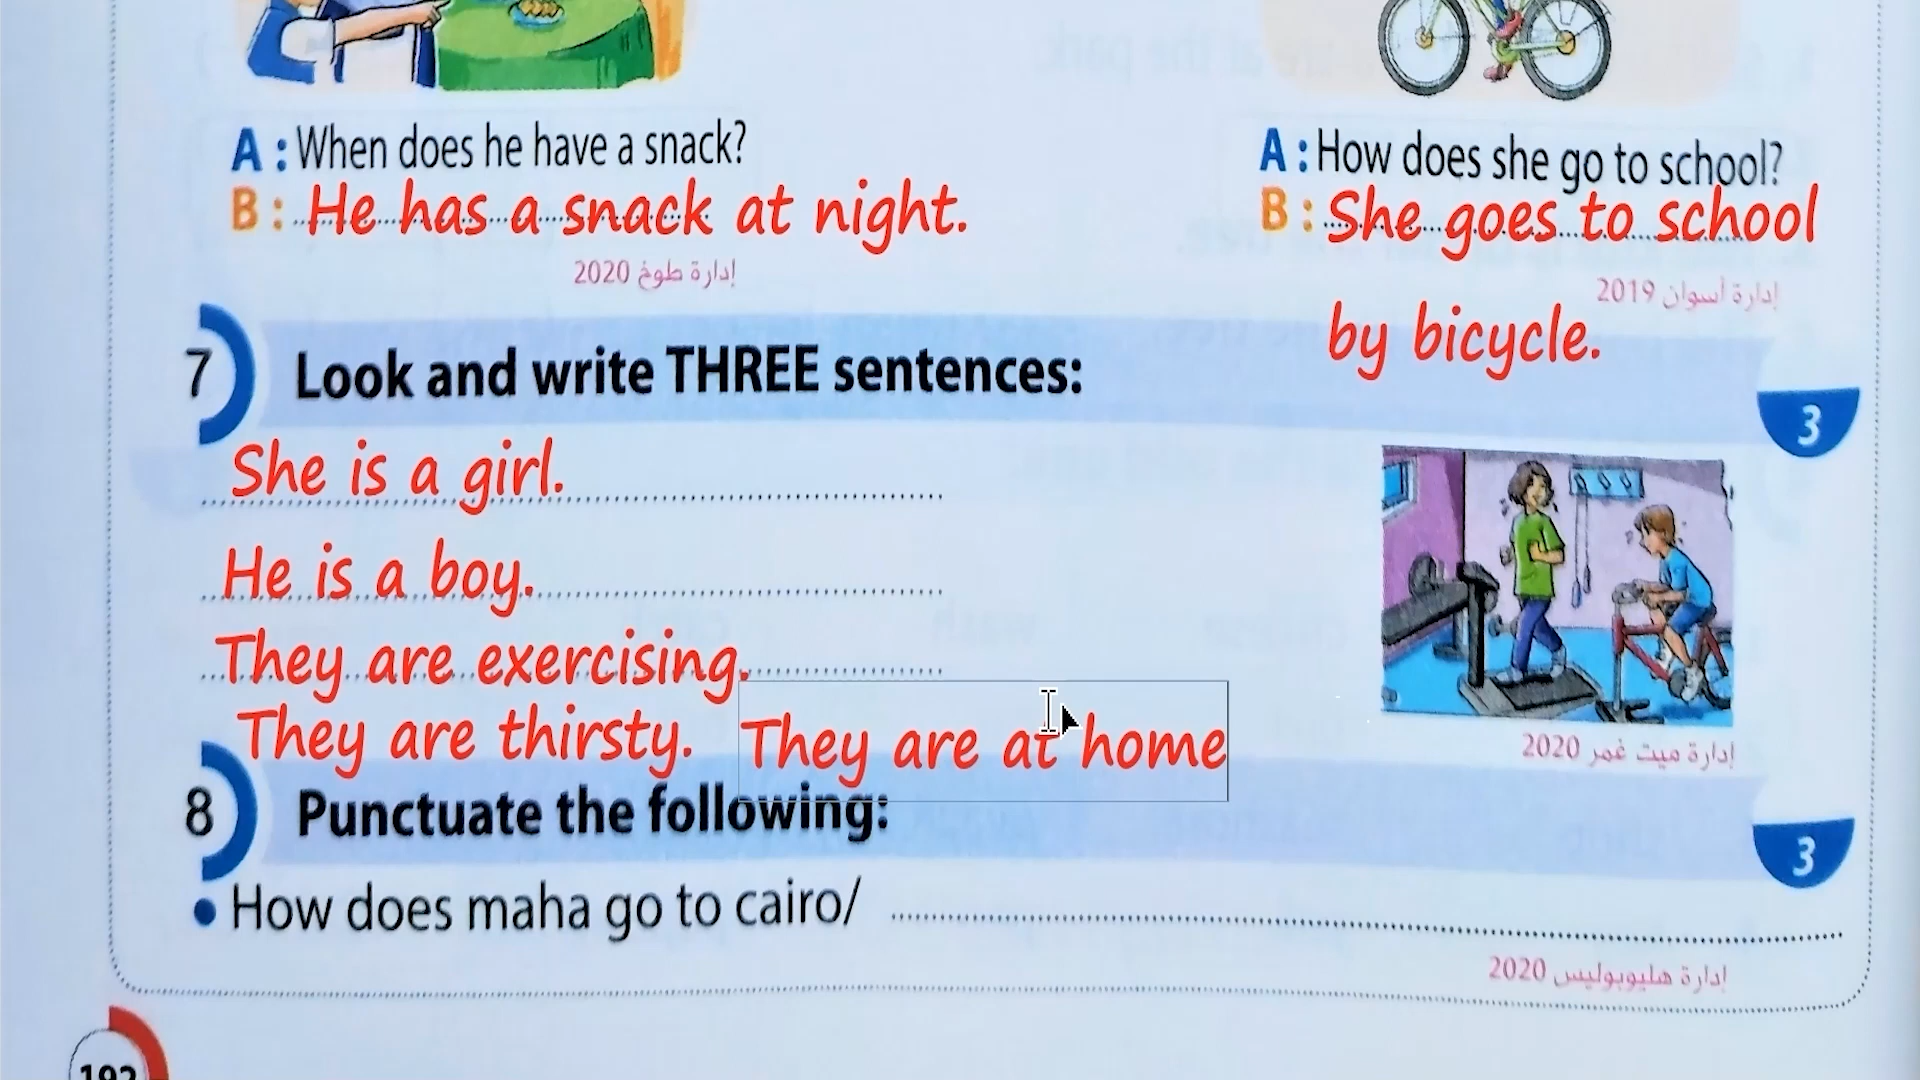 A : When does he have a snack?
B : He has a snack at night.
إدارة طوخ 2020
A : How does she go to school?
B : She goes to school
إدارة أسوان 2019
by bicycle.
7 Look and write THREE sentences:
3
She is a girl.
He is a boy.
They are exercising.
They are thirsty. They are at home
إدارة ميت غمر 2020
8 Punctuate the following:
3
• How does maha go to cairo/
إدارة هليوبوليس 2020
192